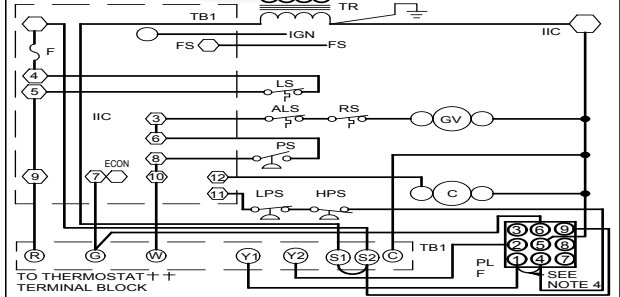 TB1
TR
IGN
FS
FS
IIC
F
4
5
LS
IIC
3
ALS
RS
GV
6
PS
8
ECON
9
7
10
12
11
LPS
HPS
C
R
G
W
Y1
Y2
S1
S2
C
TB1
3 6 9
2 5 8
1 4 7
PL
F
SEE
NOTE 4
TO THERMOSTAT ††
TERMINAL BLOCK